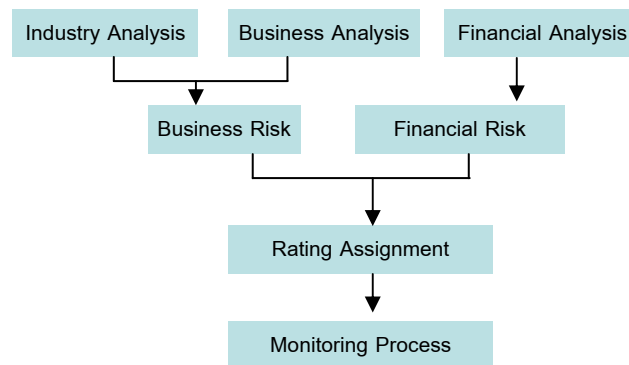 Industry Analysis
Business Analysis
Financial Analysis
Business Risk
Financial Risk
Rating Assignment
Monitoring Process